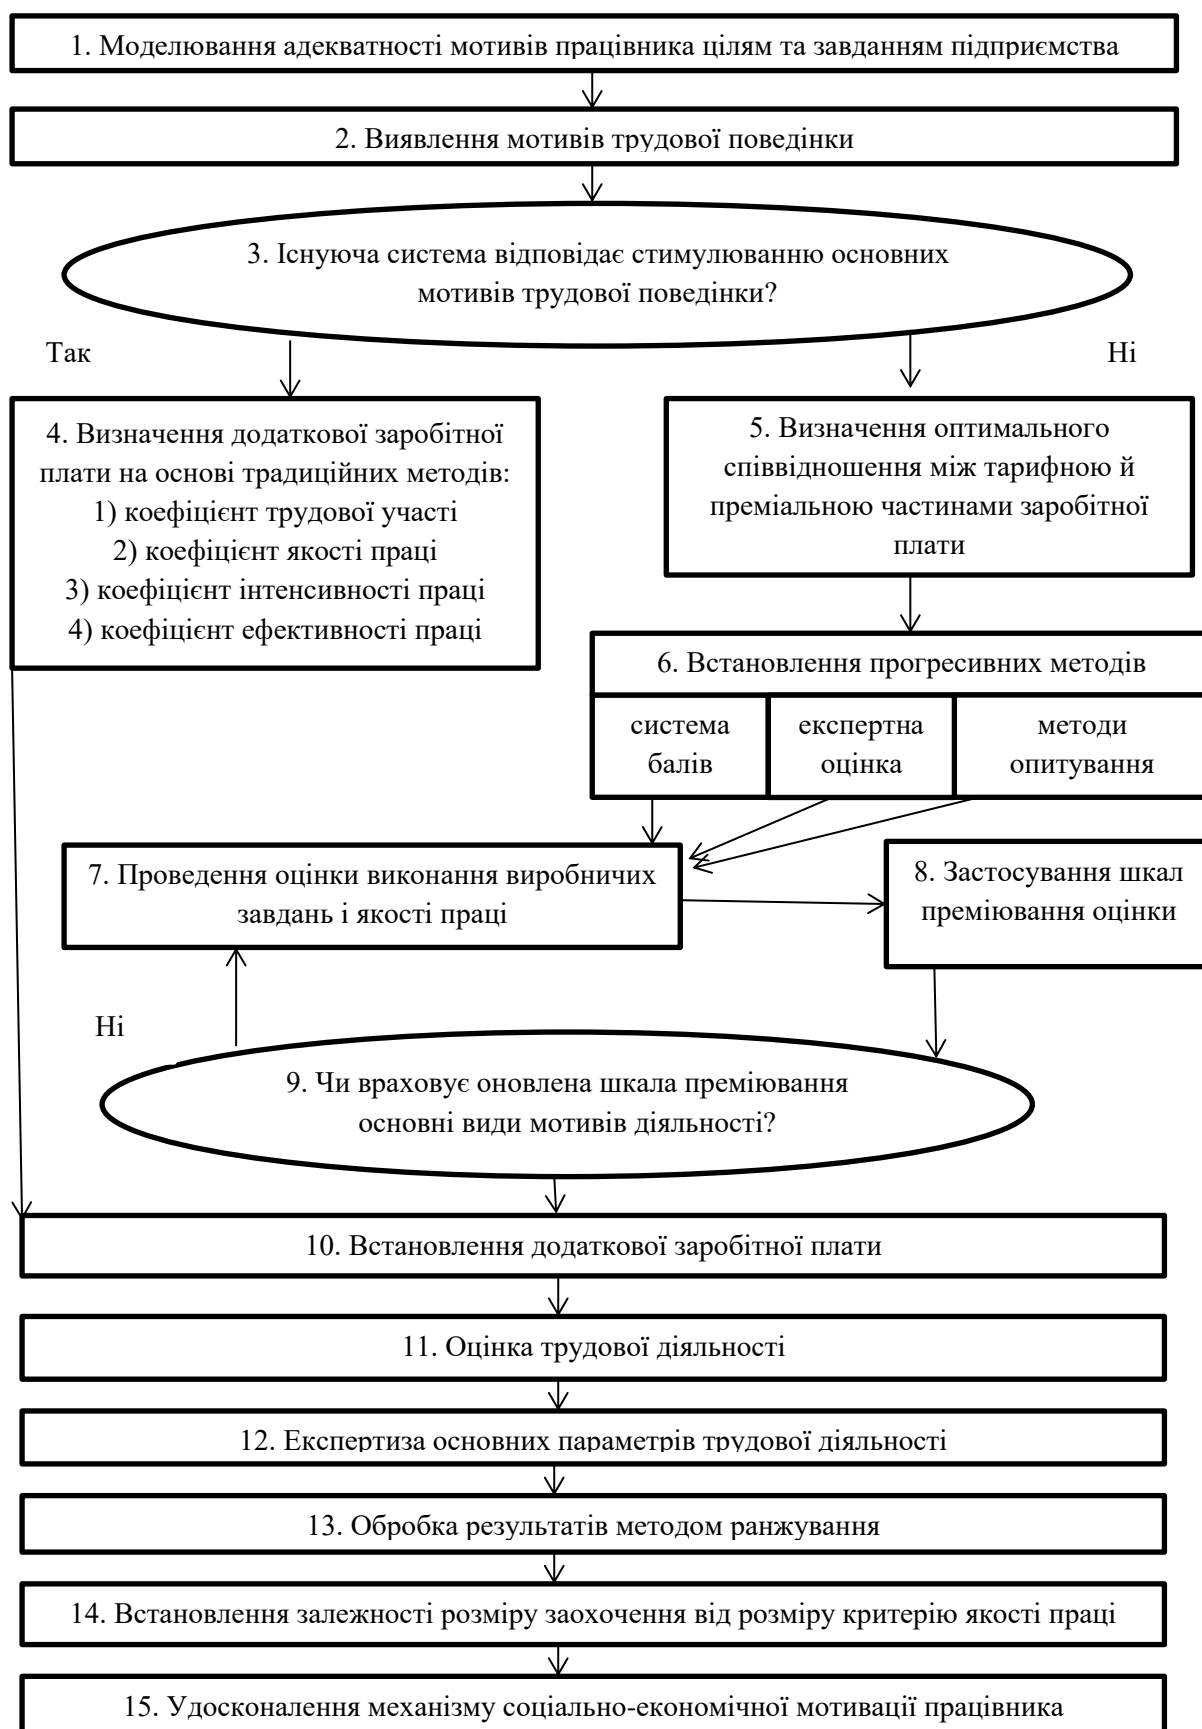 1. Моделювання адекватності мотивів працівника цілям та завданням підприємства
2. Виявлення мотивів трудової поведінки
3. Існуюча система відповідає стимулюванню основних
мотивів трудової поведінки?
Так
Ні
4. Визначення додаткової заробітної
плати на основі традиційних методів:
1) коефіцієнт трудової участі
2) коефіцієнт якості праці
3) коефіцієнт інтенсивності праці
4) коефіцієнт ефективності праці
5. Визначення оптимального
співвідношення між тарифною й
преміальною частинами заробітної
плати
6. Встановлення прогресивних методів
система
балів
експертна
оцінка
методи
опитування
7. Проведення оцінки виконання виробничих
завдань і якості праці
8. Застосування шкал
преміювання оцінки
Ні
9. Чи враховує оновлена шкала преміювання
основні види мотивів діяльності?
10. Встановлення додаткової заробітної плати
11. Оцінка трудової діяльності
12. Експертиза основних параметрів трудової діяльності
13. Обробка результатів методом ранжування
14. Встановлення залежності розміру заохочення від розміру критерію якості праці
15. Удосконалення механізму соціально-економічної мотивації працівника